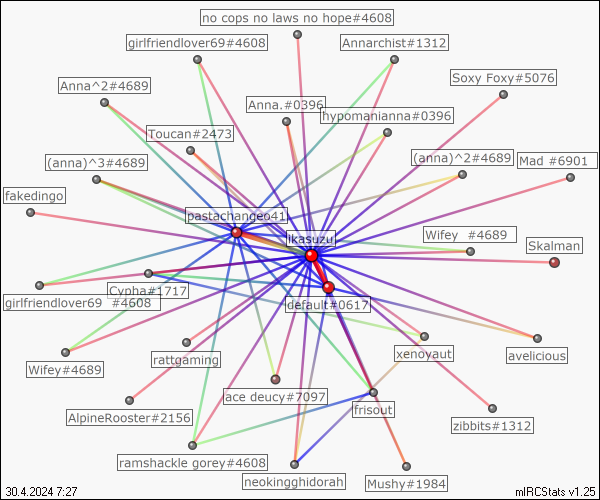 no cops no laws no hope#4608
girlfriendlover69#4608
Annarchist#1312
Soxy Foxy#5076
Anna^2#4689
Anna.#0396
hypomanianna#0396
Toucan#2473
(anna)^3#4689
(anna)^2#4689
Mad #6901
fakedingo
pastachangeo41
ikasuzu
Wifey #4689
Skalman
Cypha#1717
girlfriendlover69 #4608
default#0617
rattgaming
xenoyaut
avelicious
Wifey#4689
ace deucy#7097
frisout
AlpineRooster#2156
zibbits#1312
ramshackle gorey#4608
neokingghidorah
Mushy#1984
30.4.2024 7:27
mIRCStats v1.25